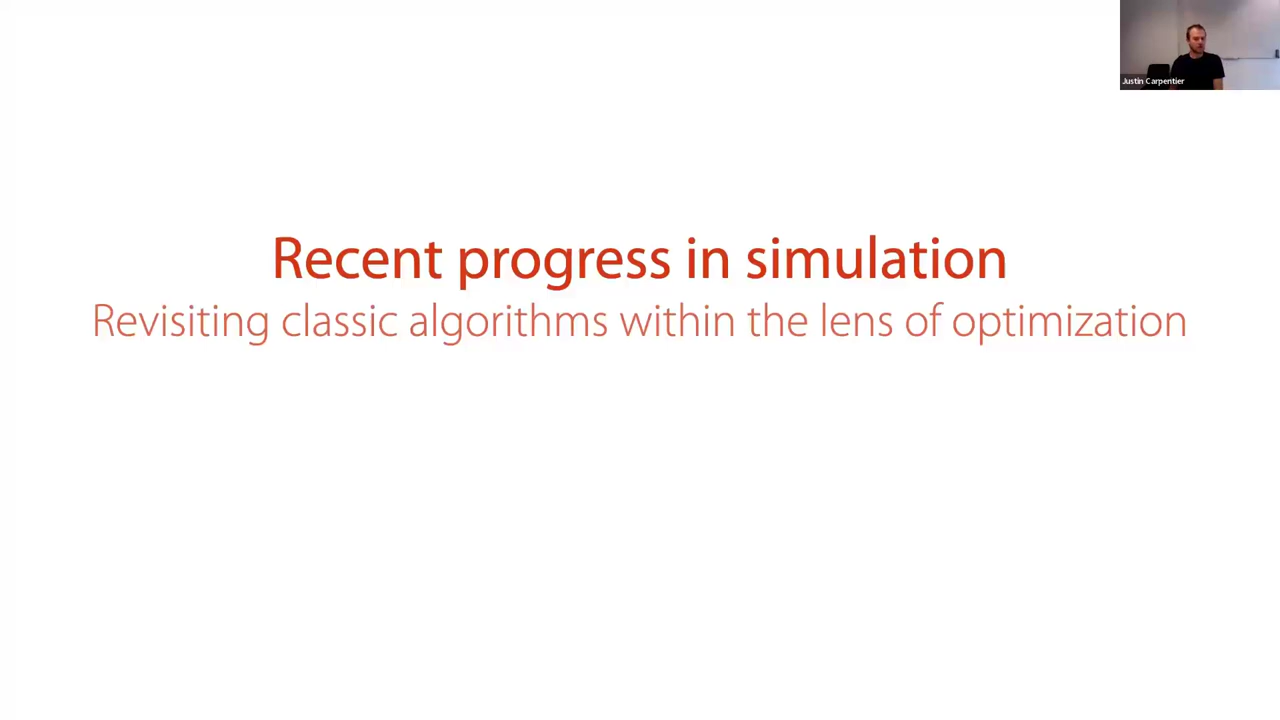 Justin Carpentier
Recent progress in simulation
Revisiting classic algorithms within the lens of optimization